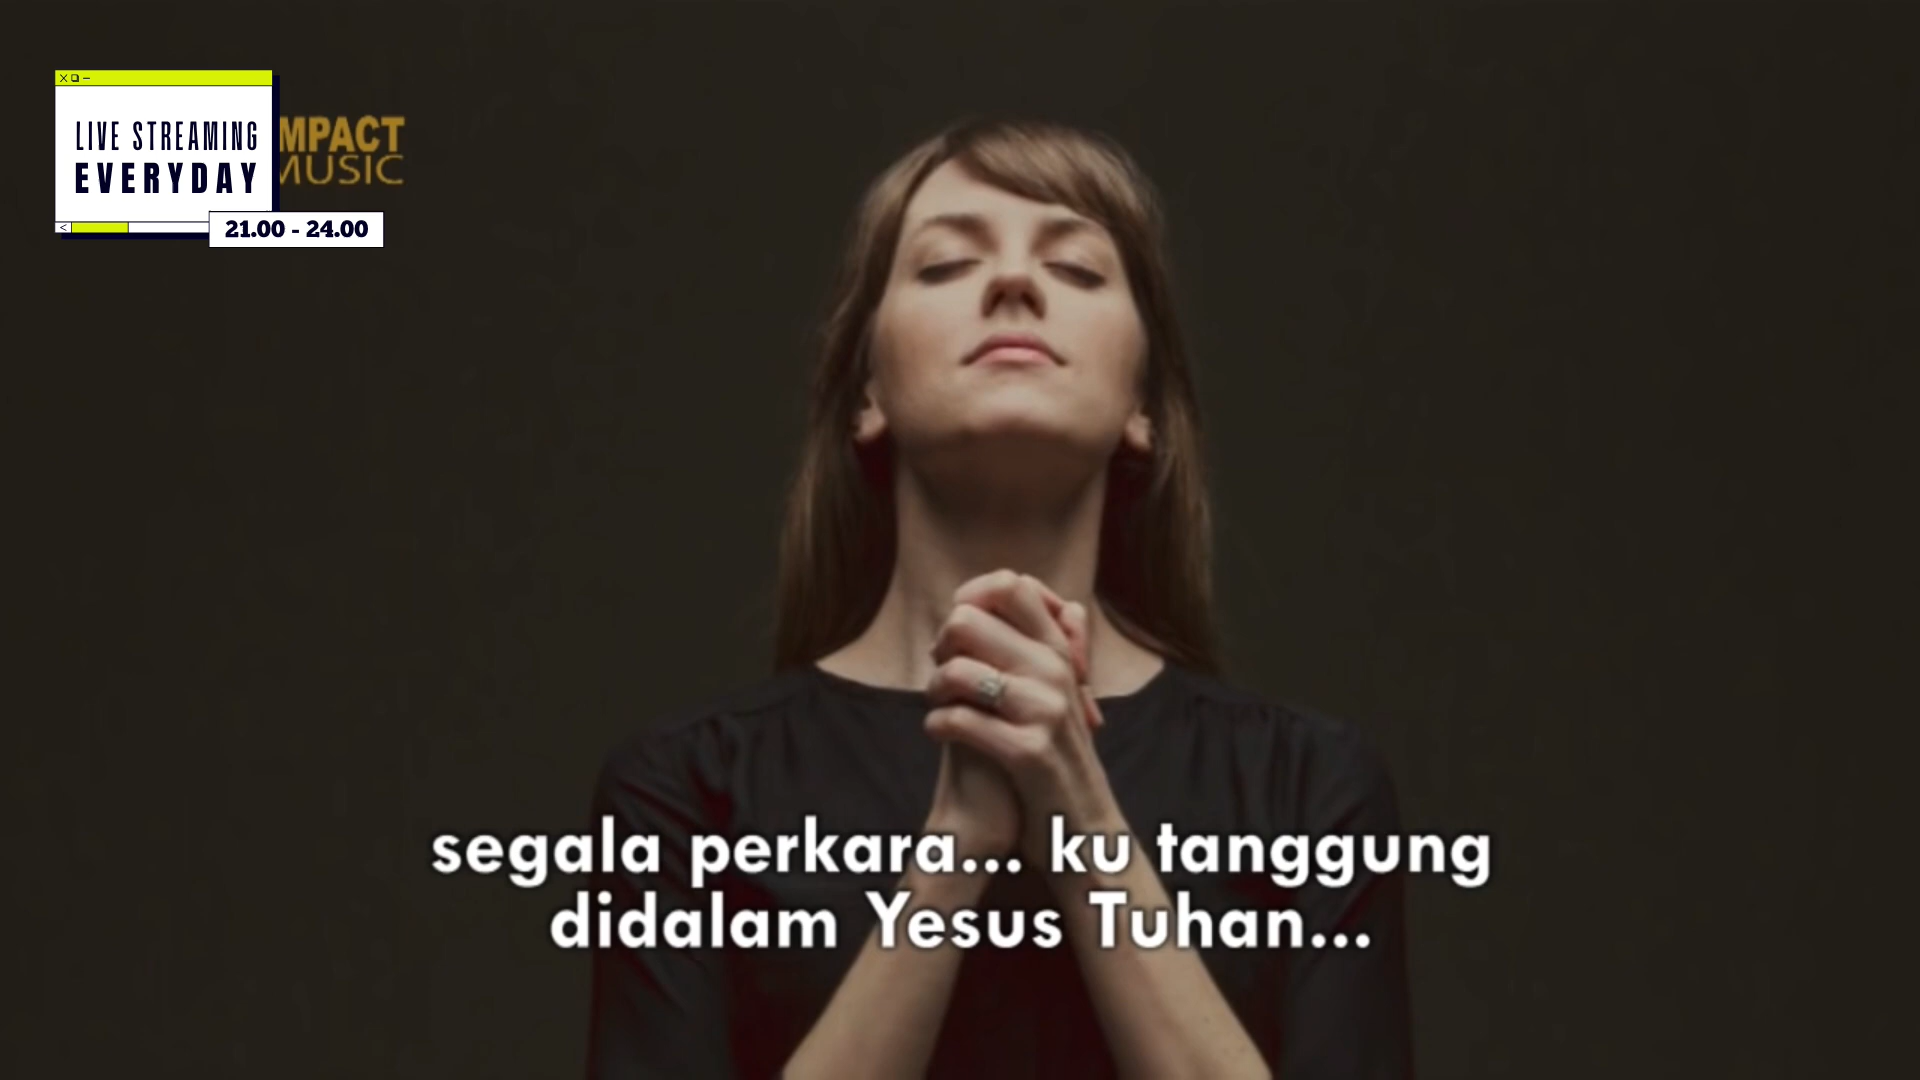 LIVE STREAMING
EVERYDAY
MPACT
MUSIC
21.00 - 24.00
segala perkara... ku tanggung
didalam Yesus Tuhan...